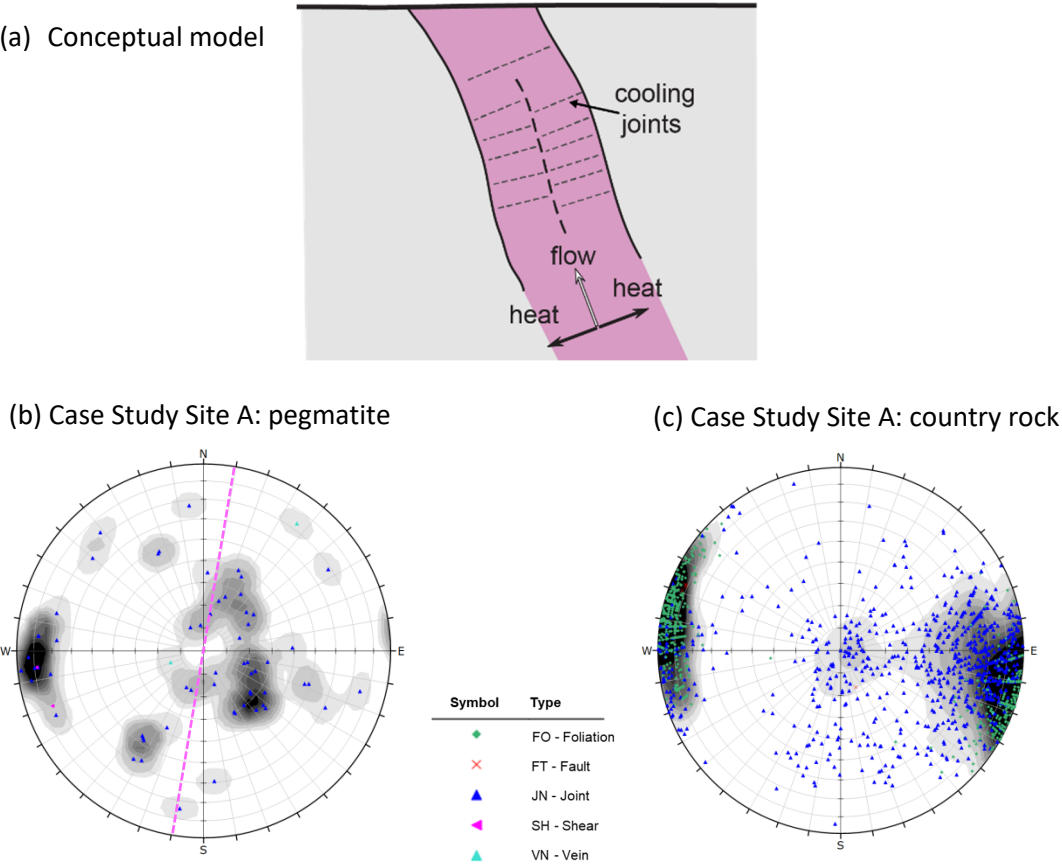 (a) Conceptual model
cooling
joints
flow
heat
heat
(b) Case Study Site A: pegmatite
(c) Case Study Site A: country rock
N
W
E
S
N
W
E
S
Symbol Type
FO - Foliation
FT - Fault
JN - Joint
SH - Shear
VN - Vein